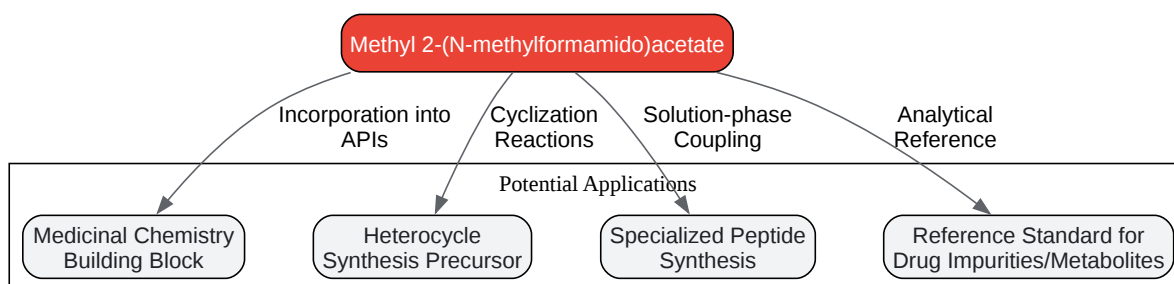 Methyl 2-(N-methylformamido)acetate
Incorporation into
APIs
Cyclization
Reactions
Solution-phase
Coupling
Analytical
Reference
Potential Applications
Medicinal Chemistry
Building Block
Heterocycle
Synthesis Precursor
Specialized Peptide
Synthesis
Reference Standard for
Drug Impurities/Metabolites